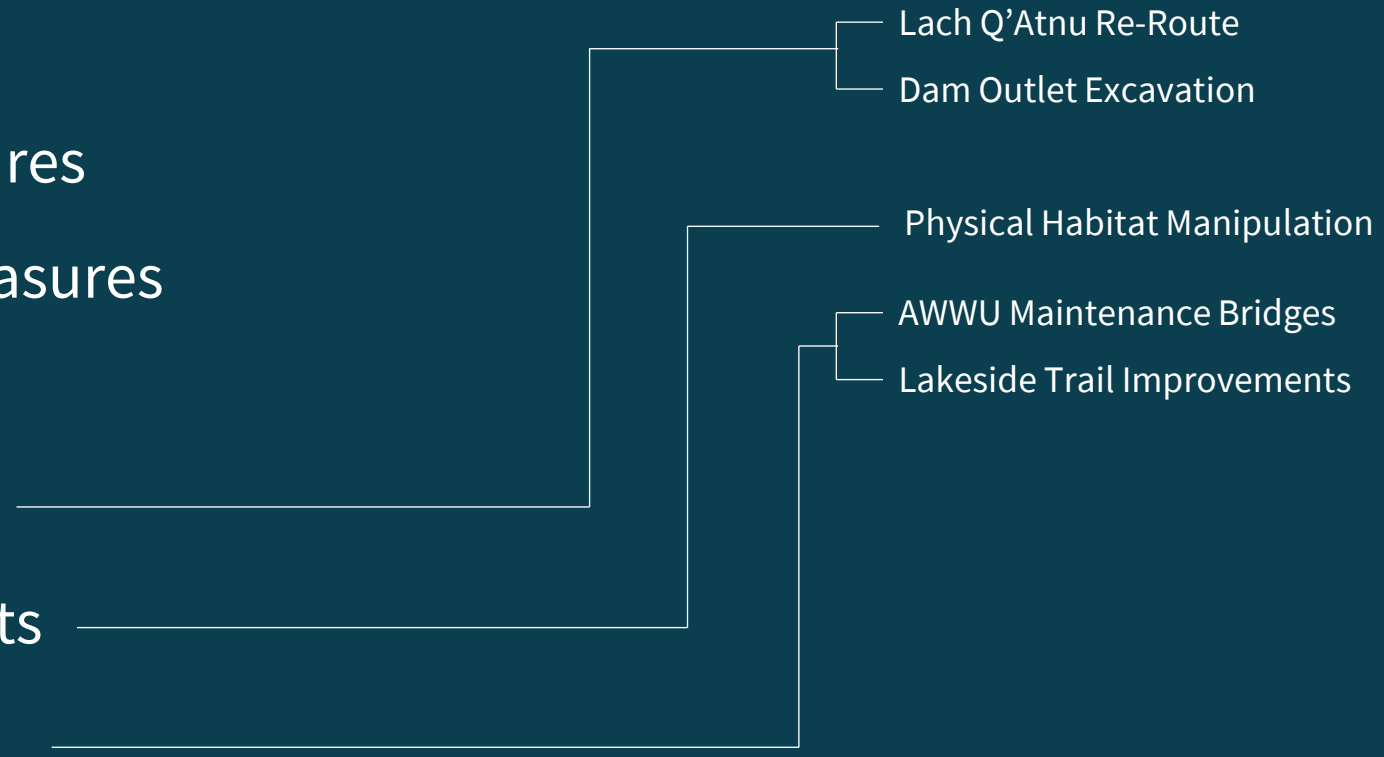 Lach Q’Atnu Re-Route
Dam Outlet Excavation
res
Physical Habitat Manipulation
asures
AWWU Maintenance Bridges
Lakeside Trail Improvements
ts